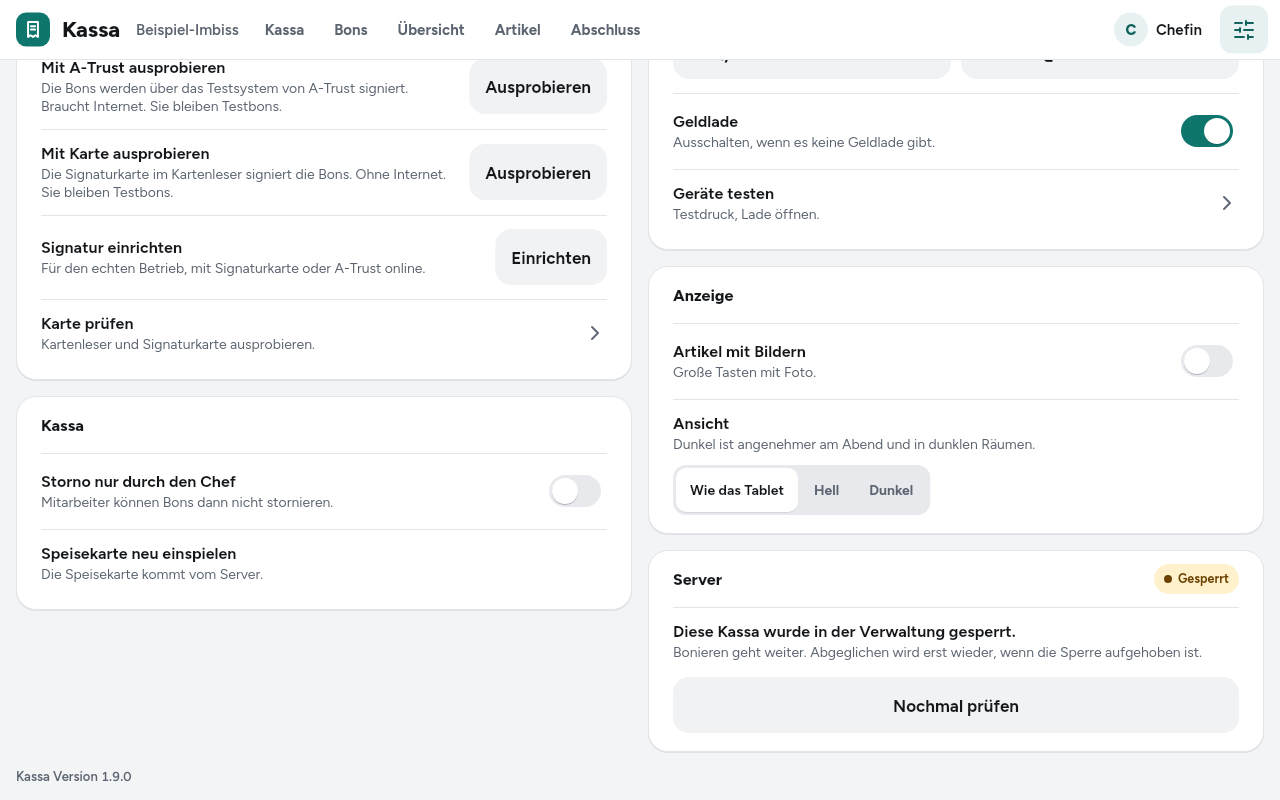 Kassa
Beispiel-Imbiss
Kassa
Bons
Übersicht
Artikel
Abschluss
C
Chefin
Mit A-Trust ausprobieren
Die Bons werden über das Testsystem von A-Trust signiert.
Braucht Internet. Sie bleiben Testbons.
Ausprobieren
Mit Karte ausprobieren
Die Signaturkarte im Kartenleser signiert die Bons. Ohne Internet.
Sie bleiben Testbons.
Ausprobieren
Signatur einrichten
Für den echten Betrieb, mit Signaturkarte oder A-Trust online.
Einrichten
Karte prüfen
Kartenleser und Signaturkarte ausprobieren.
Kassa
Storno nur durch den Chef
Mitarbeiter können Bons dann nicht stornieren.
Speisekarte neu einspielen
Die Speisekarte kommt vom Server.
Geldlade
Ausschalten, wenn es keine Geldlade gibt.
Geräte testen
Testdruck, Lade öffnen.
Anzeige
Artikel mit Bildern
Große Tasten mit Foto.
Ansicht
Dunkel ist angenehmer am Abend und in dunklen Räumen.
Wie das Tablet
Hell
Dunkel
Server
Gesperrt
Diese Kassa wurde in der Verwaltung gesperrt.
Bonieren geht weiter. Abgeglichen wird erst wieder, wenn die Sperre aufgehoben ist.
Nochmal prüfen
Kassa Version 1.9.0